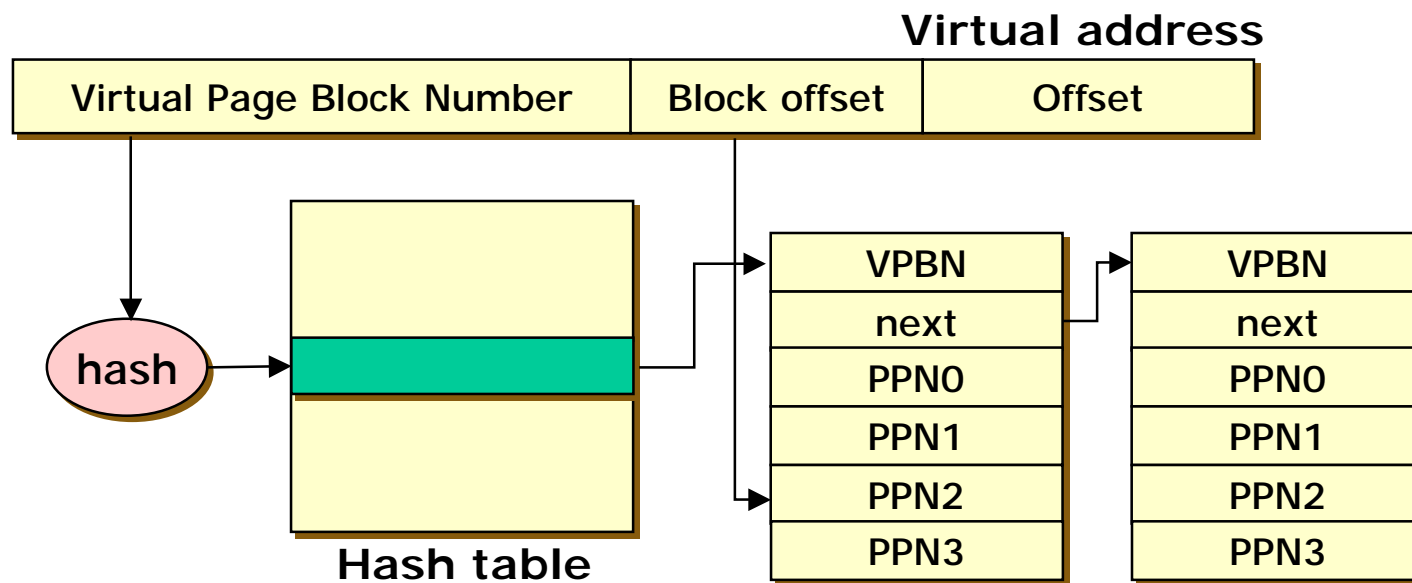 Virtual address
Virtual Page Block Number
Block offset
Offset
hash
Hash table
VPBN
next
PPN0
PPN1
PPN2
PPN3
VPBN
next
PPN0
PPN1
PPN2
PPN3